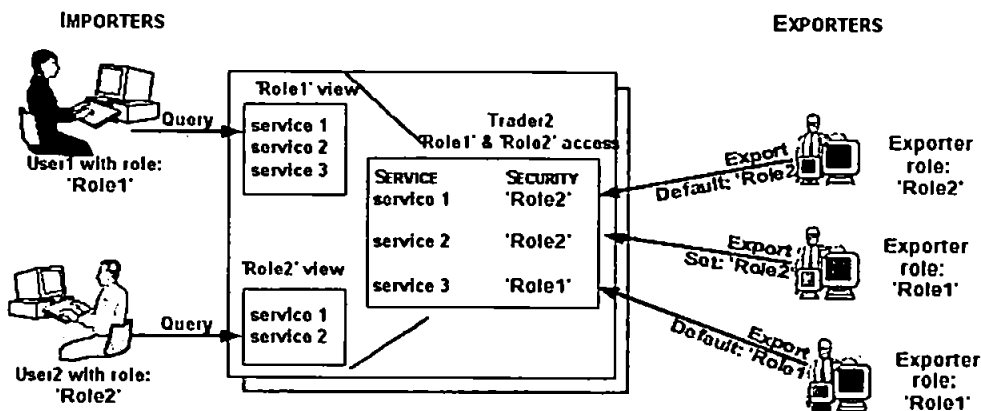 IMPORTERS
EXPORTERS
'Role1' view
Query
service 1
service 2
service 3
User1 with role:
'Role1'
Trader2
'Role1' & 'Role2' access
SERVICE SECURITY
service 1 'Role2'
service 2 'Role2'
service 3 'Role1'
Export
Default: 'Role2
Exporter
role:
'Role2'
Export
Set: 'Role2'
Exporter
role:
'Role1'
Export
Default: 'Role1
Exporter
role:
'Role1'
'Role2' view
Query
service 1
service 2
User2 with role:
'Role2'